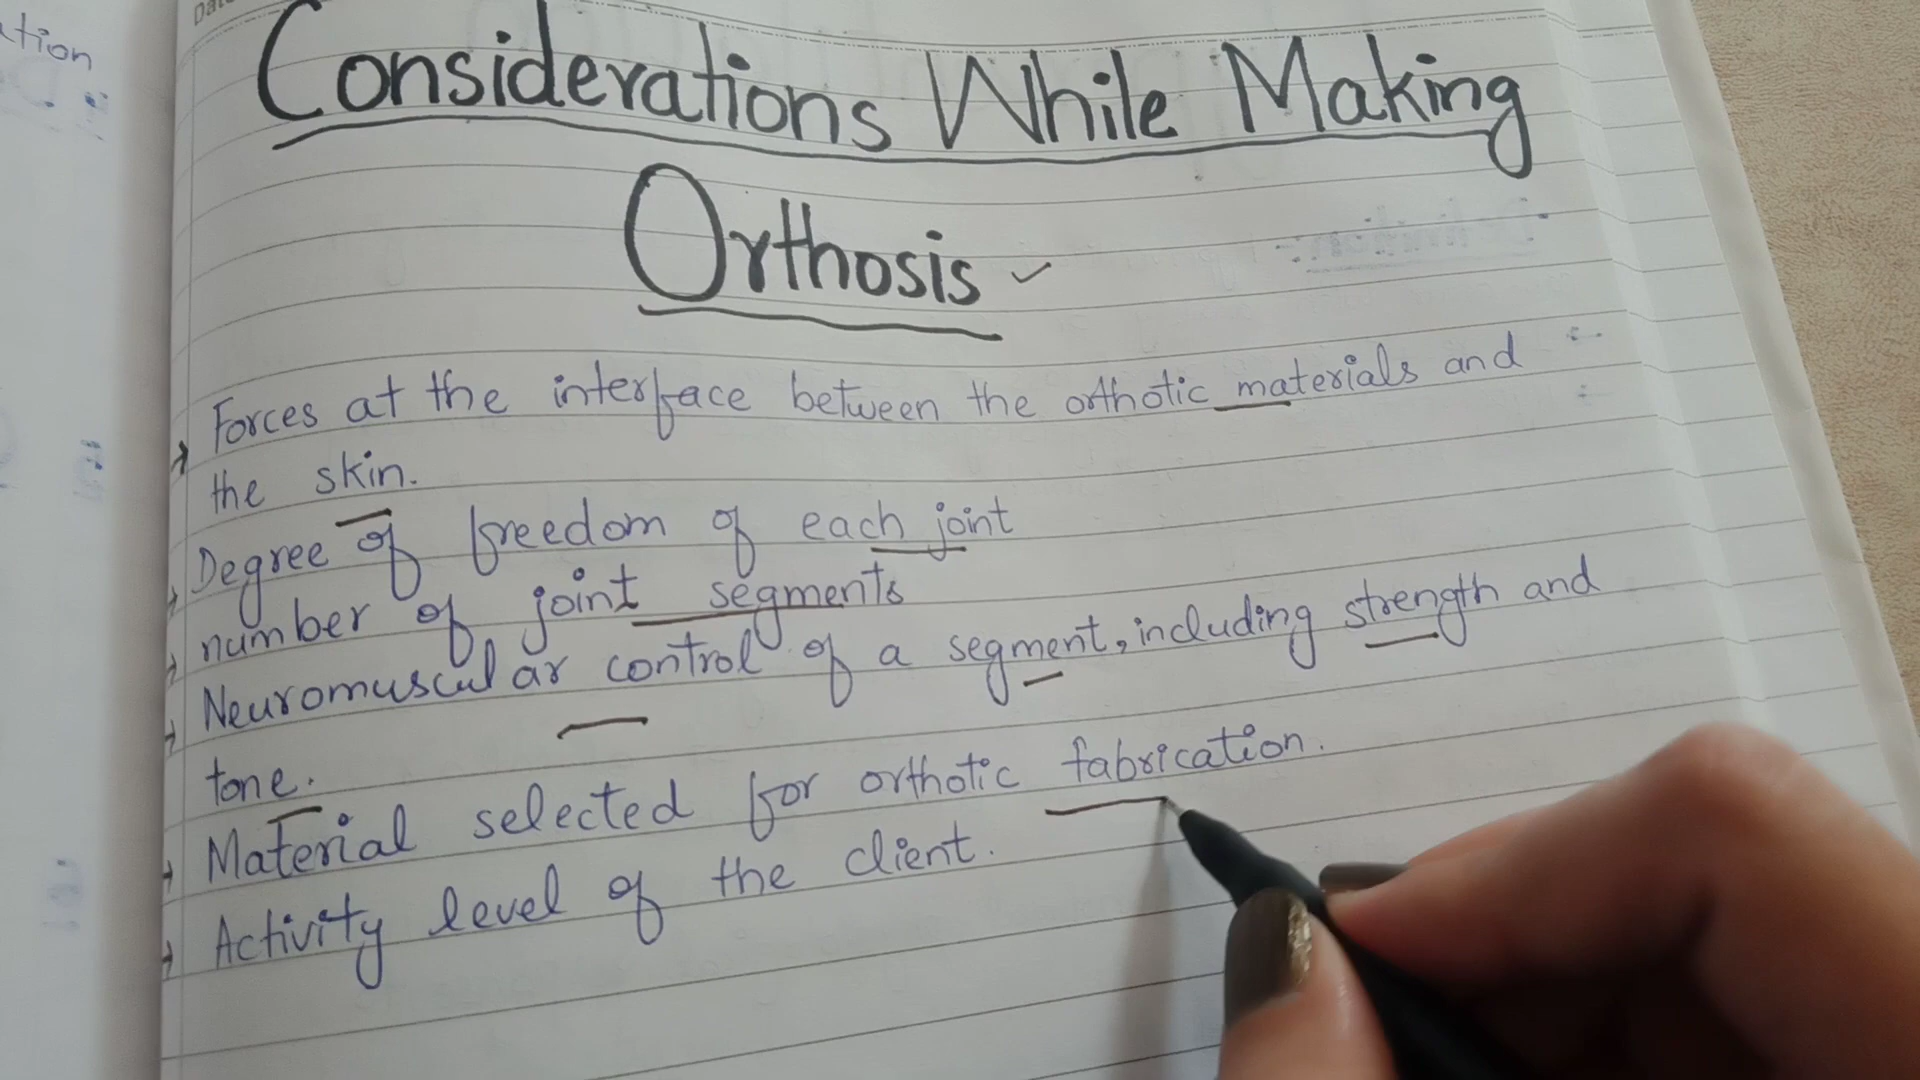 ation
Considerations While Making
Orthosis
→ Forces at the interface between the orthotic materials and
the skin.
→ Degree of freedom of each joint
→ number of joint segments
→ Neuromuscular control of a segment, including strength and
tone.
→ Material selected for orthotic fabrication.
→ Activity level of the client.